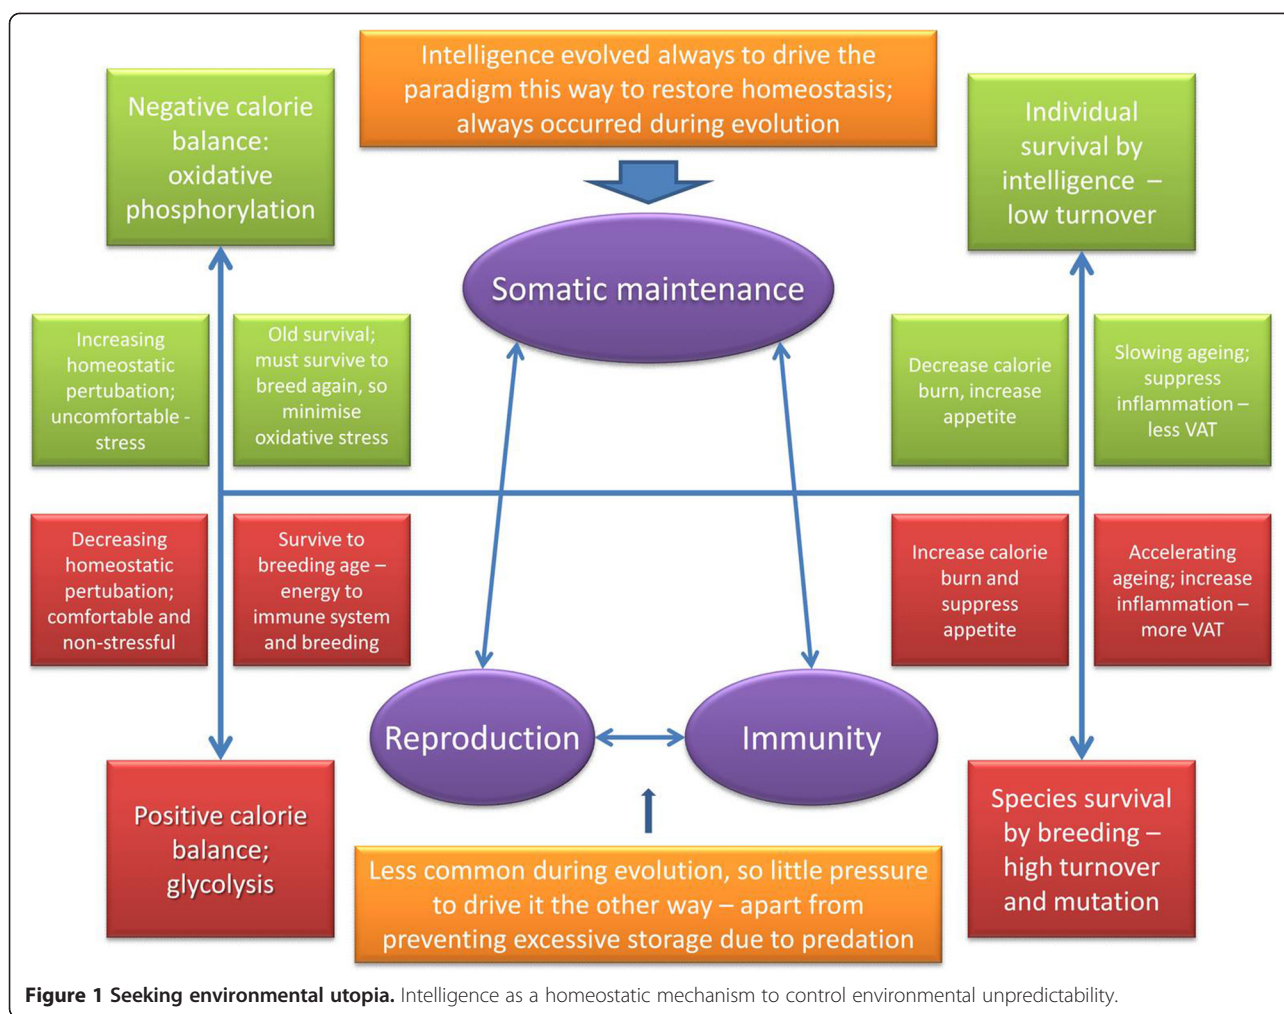 Intelligence evolved always to drive the
paradigm this way to restore homeostasis;
always occurred during evolution
Negative calorie
balance:
oxidative
phosphorylation
Individual
survival by
intelligence –
low turnover
Somatic maintenance
Increasing
homeostatic
pertubation;
uncomfortable -
stress
Old survival;
must survive to
breed again, so
minimise
oxidative stress
Decrease calorie
burn, increase
appetite
Slowing ageing;
suppress
inflammation –
less VAT
Decreasing
homeostatic
pertubation;
comfortable and
non-stressful
Survive to
breeding age –
energy to
immune system
and breeding
Increase calorie
burn and
suppress
appetite
Accelerating
ageing; increase
inflammation –
more VAT
Reproduction
Immunity
Positive calorie
balance;
glycolysis
Species survival
by breeding –
high turnover
and mutation
Less common during evolution, so little pressure
to drive it the other way – apart from
preventing excessive storage due to predation
Figure 1 Seeking environmental utopia. Intelligence as a homeostatic mechanism to control environmental unpredictability.